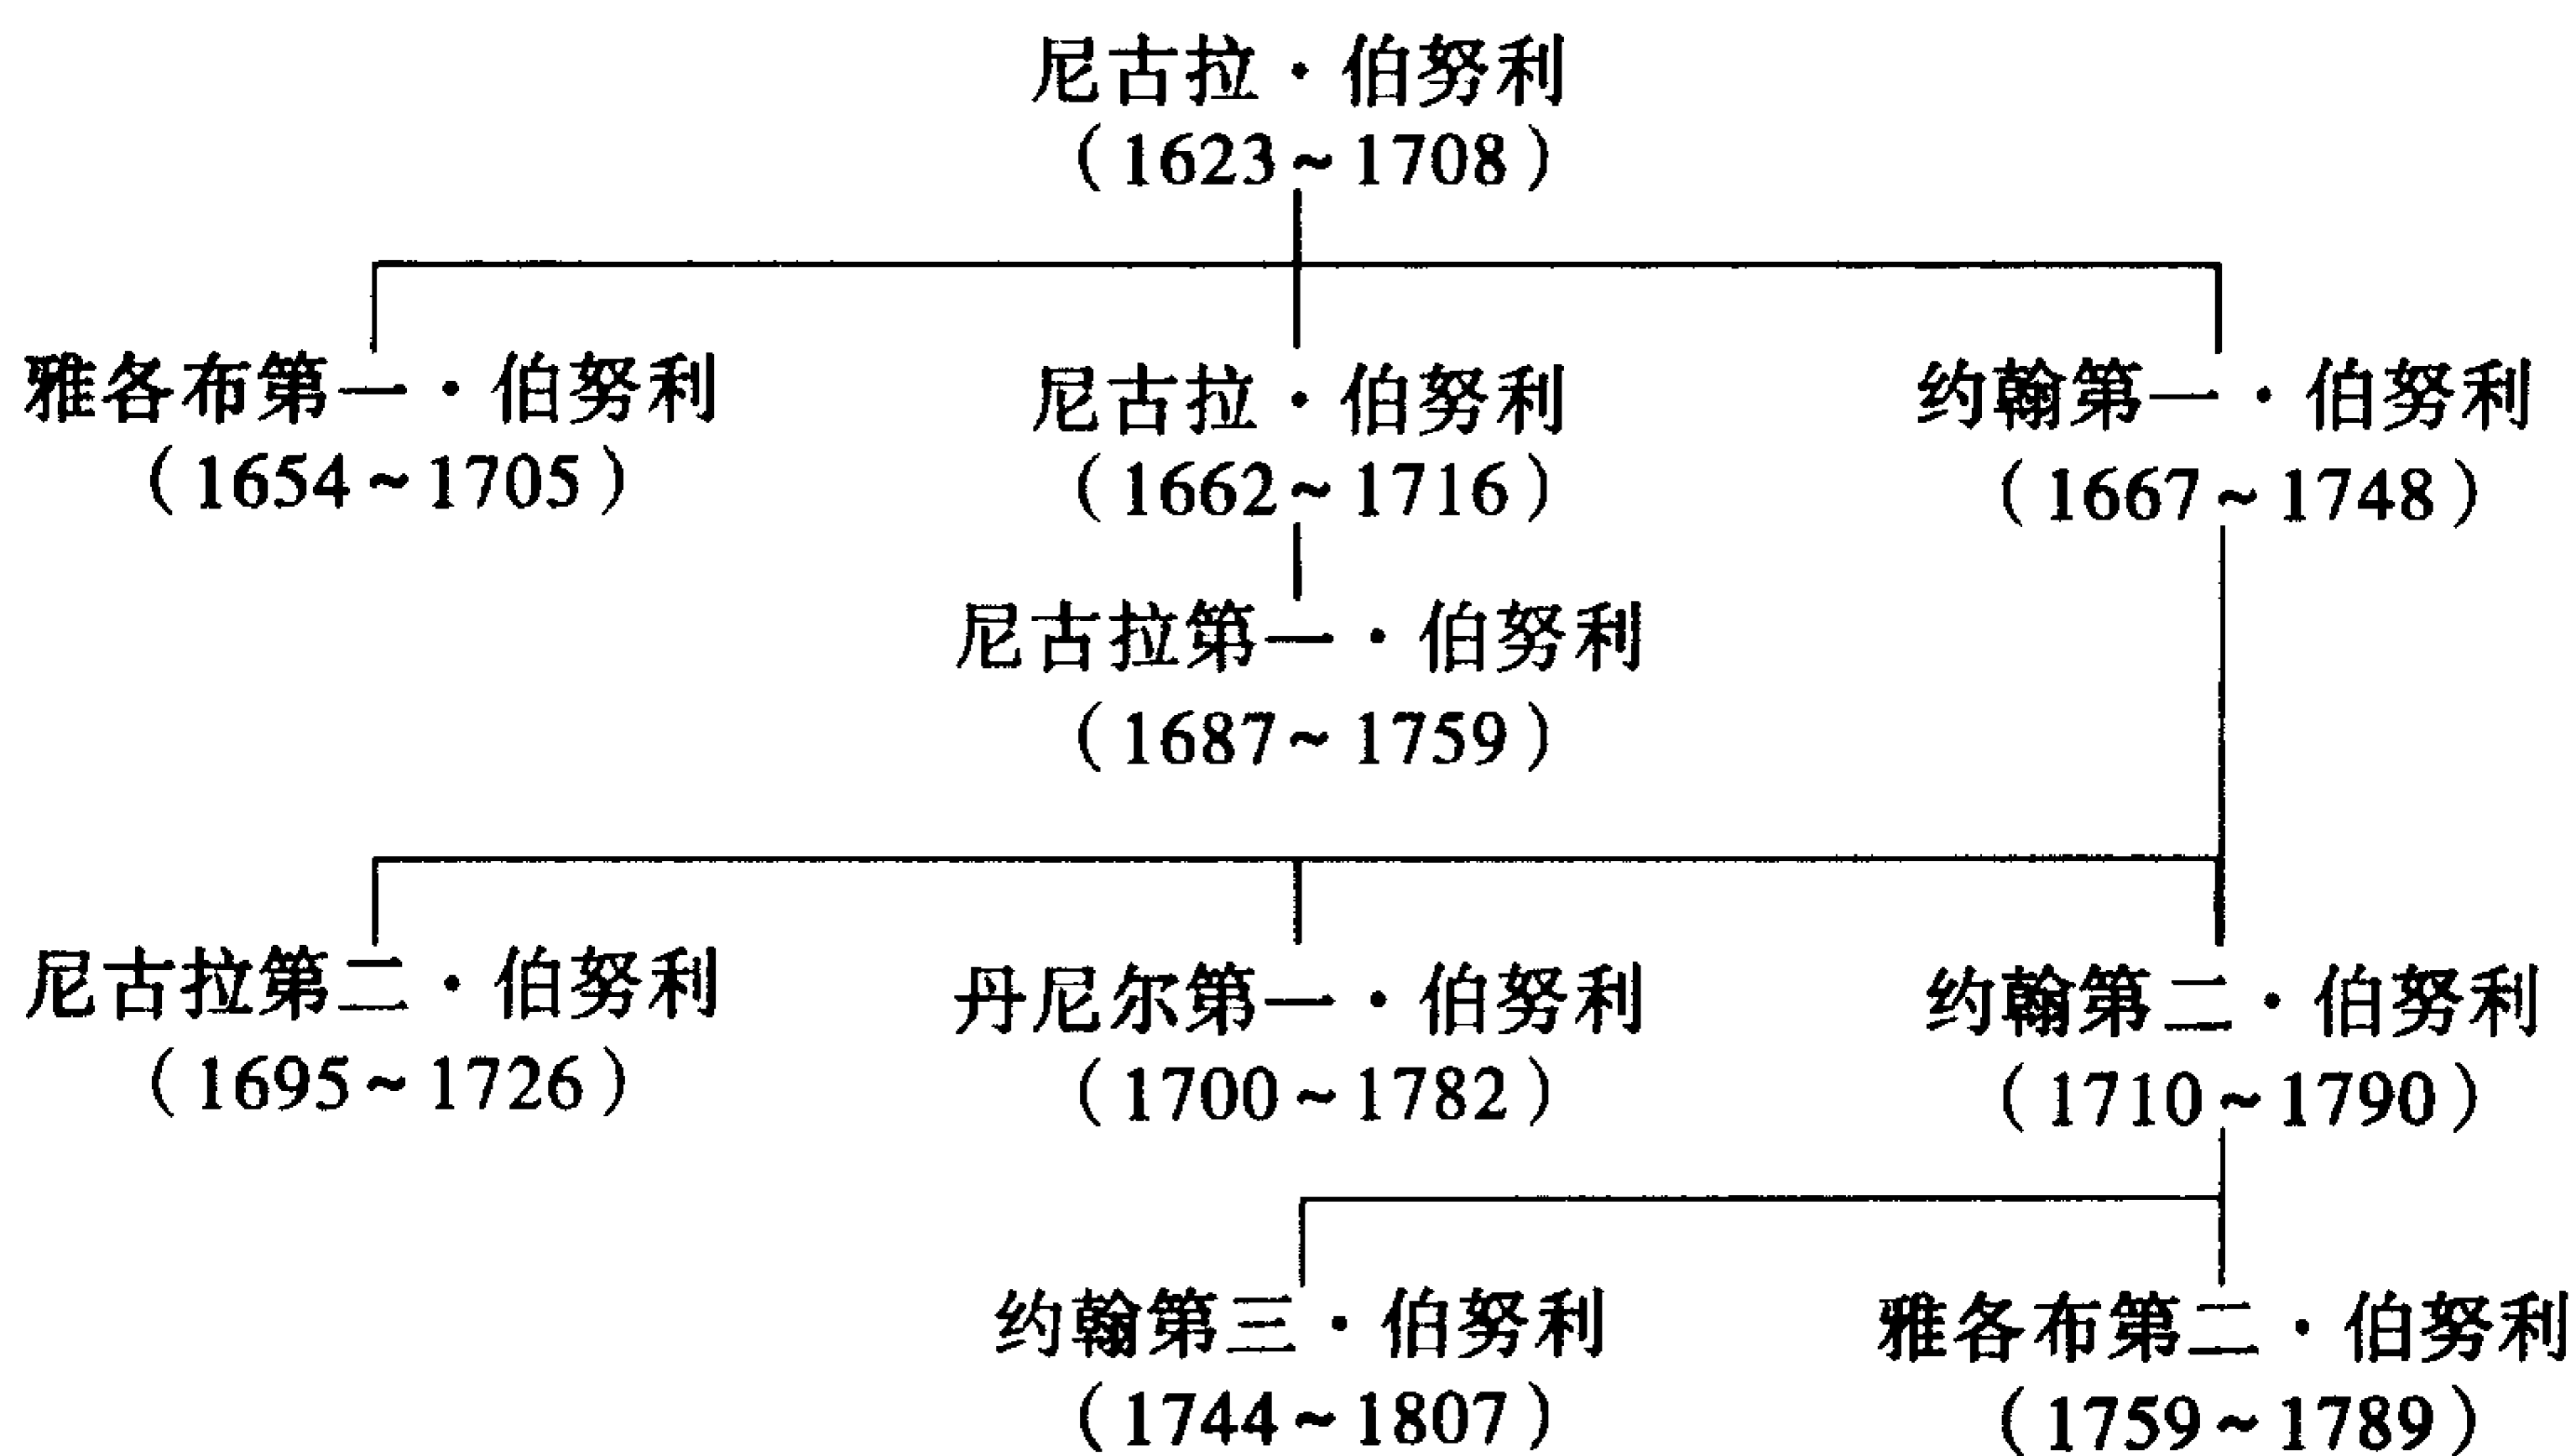 尼古拉·伯努利
（1623~1708）
雅各布第一·伯努利
（1654~1705）
尼古拉·伯努利
（1662~1716）
约翰第一·伯努利
（1667~1748）
尼古拉第一·伯努利
（1687~1759）
尼古拉第二·伯努利
（1695~1726）
丹尼尔第一·伯努利
（1700~1782）
约翰第二·伯努利
（1710~1790）
约翰第三·伯努利
（1744~1807）
雅各布第二·伯努利
（1759~1789）